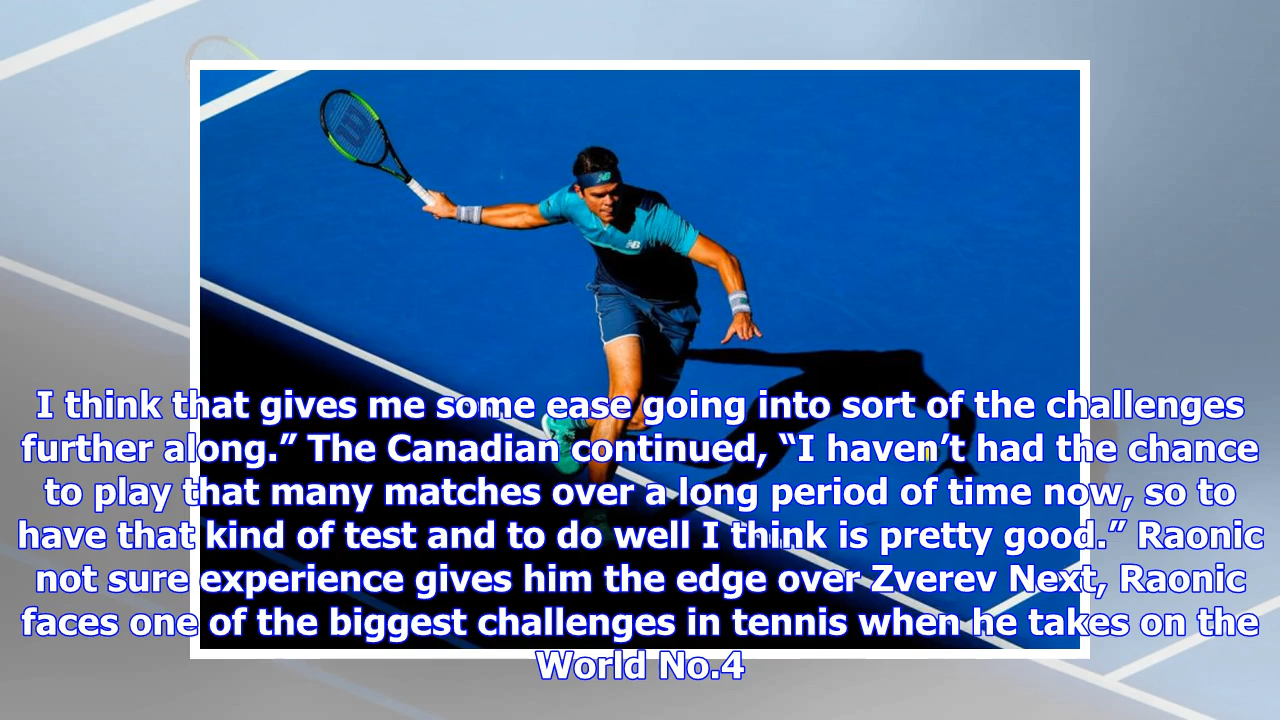 I think that gives me some ease going into sort of the challenges
further along.” The Canadian continued, “I haven’t had the chance
to play that many matches over a long period of time now, so to
have that kind of test and to do well I think is pretty good.” Raonic
not sure experience gives him the edge over Zverev Next, Raonic
faces one of the biggest challenges in tennis when he takes on the
World No.4